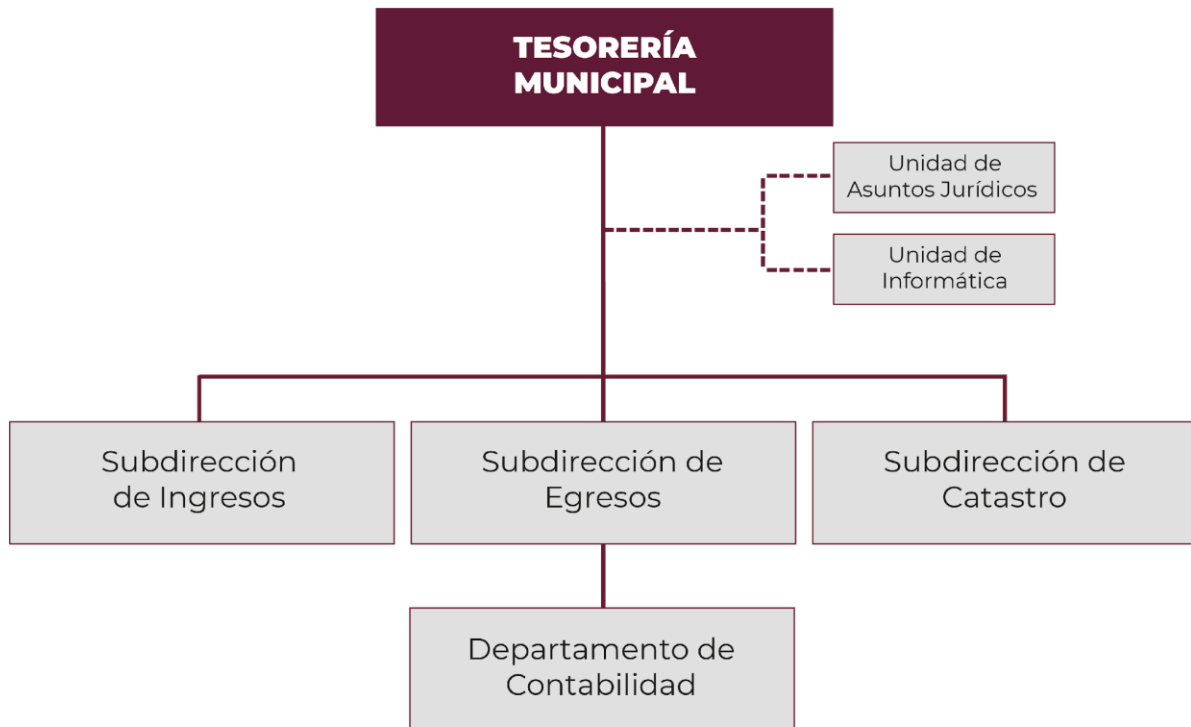 TESORERÍA
MUNICIPAL
Unidad de
Asuntos Jurídicos
Unidad de
Informática
Subdirección
de Ingresos
Subdirección de
Egresos
Subdirección de
Catastro
Departamento de
Contabilidad